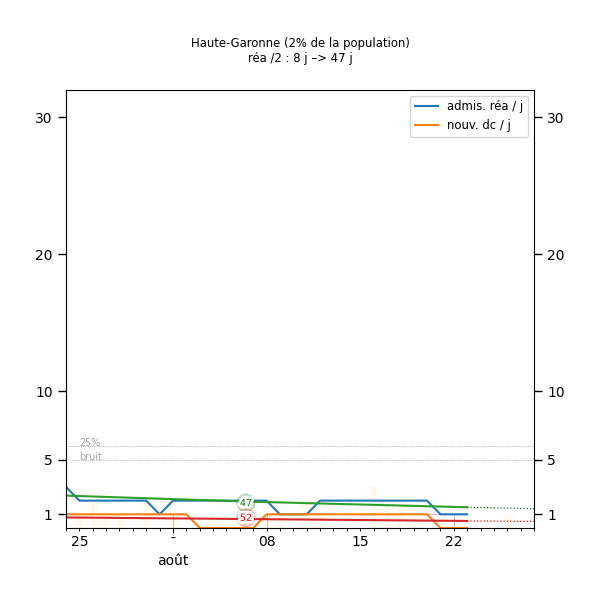 Haute-Garonne (2% de la population)
réa /2 : 8 j –> 47 j
admis. réa / j
nouv. dc / j
30 30
20 20
10 10
25%
5 bruit 5
47
52
1 1
25 - 08 15 22
août